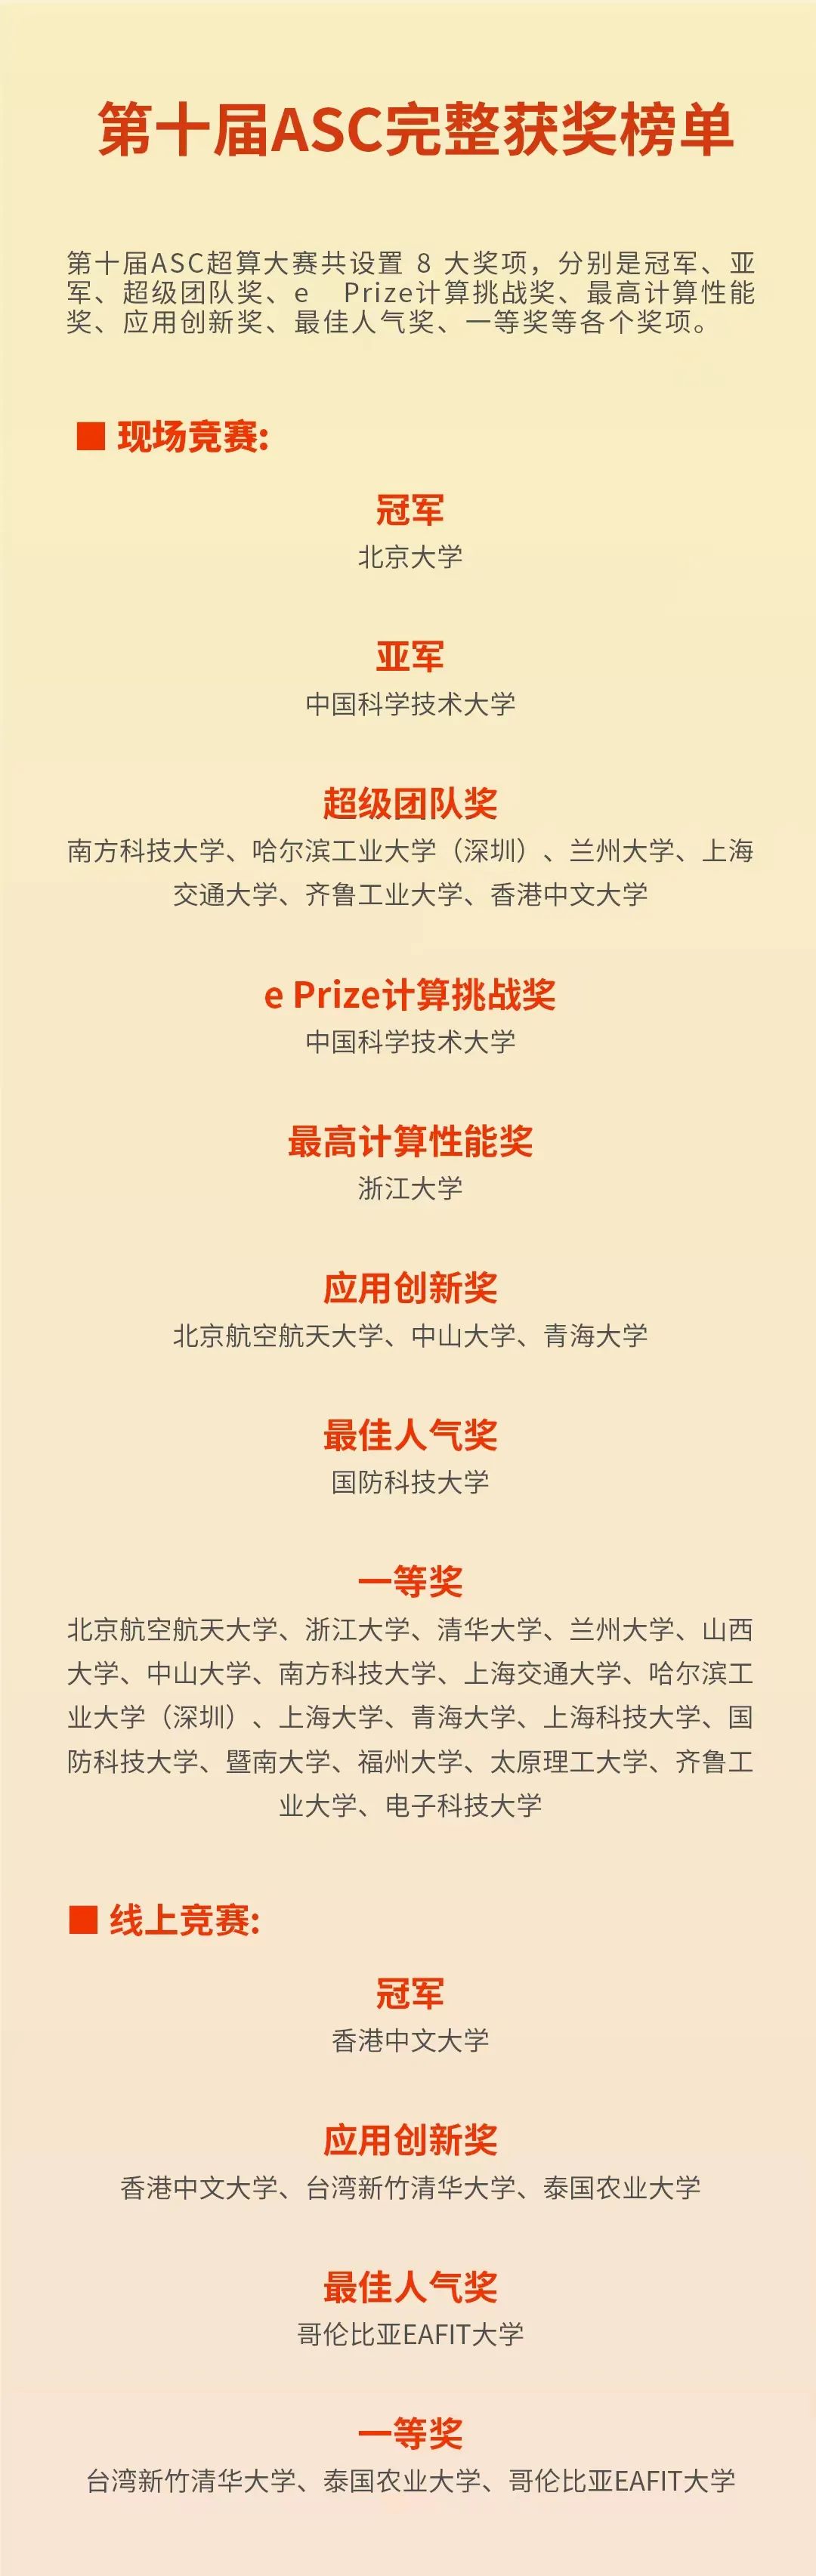 第十届ASC完整获奖榜单
第十届ASC超算大赛共设置 8 大奖项，分别是冠军、亚
军、超级团队奖、e Prize计算挑战奖、最高计算性能
奖、应用创新奖、最佳人气奖、一等奖等各个奖项。
■ 现场竞赛:
冠军
北京大学
亚军
中国科学技术大学
超级团队奖
南方科技大学、哈尔滨工业大学（深圳）、兰州大学、上海
交通大学、齐鲁工业大学、香港中文大学
e Prize计算挑战奖
中国科学技术大学
最高计算性能奖
浙江大学
应用创新奖
北京航空航天大学、中山大学、青海大学
最佳人气奖
国防科技大学
一等奖
北京航空航天大学、浙江大学、清华大学、兰州大学、山西
大学、中山大学、南方科技大学、上海交通大学、哈尔滨工
业大学（深圳）、上海大学、青海大学、上海科技大学、国
防科技大学、暨南大学、福州大学、太原理工大学、齐鲁工
业大学、电子科技大学
■ 线上竞赛:
冠军
香港中文大学
应用创新奖
香港中文大学、台湾新竹清华大学、泰国农业大学
最佳人气奖
哥伦比亚EAFIT大学
一等奖
台湾新竹清华大学、泰国农业大学、哥伦比亚EAFIT大学